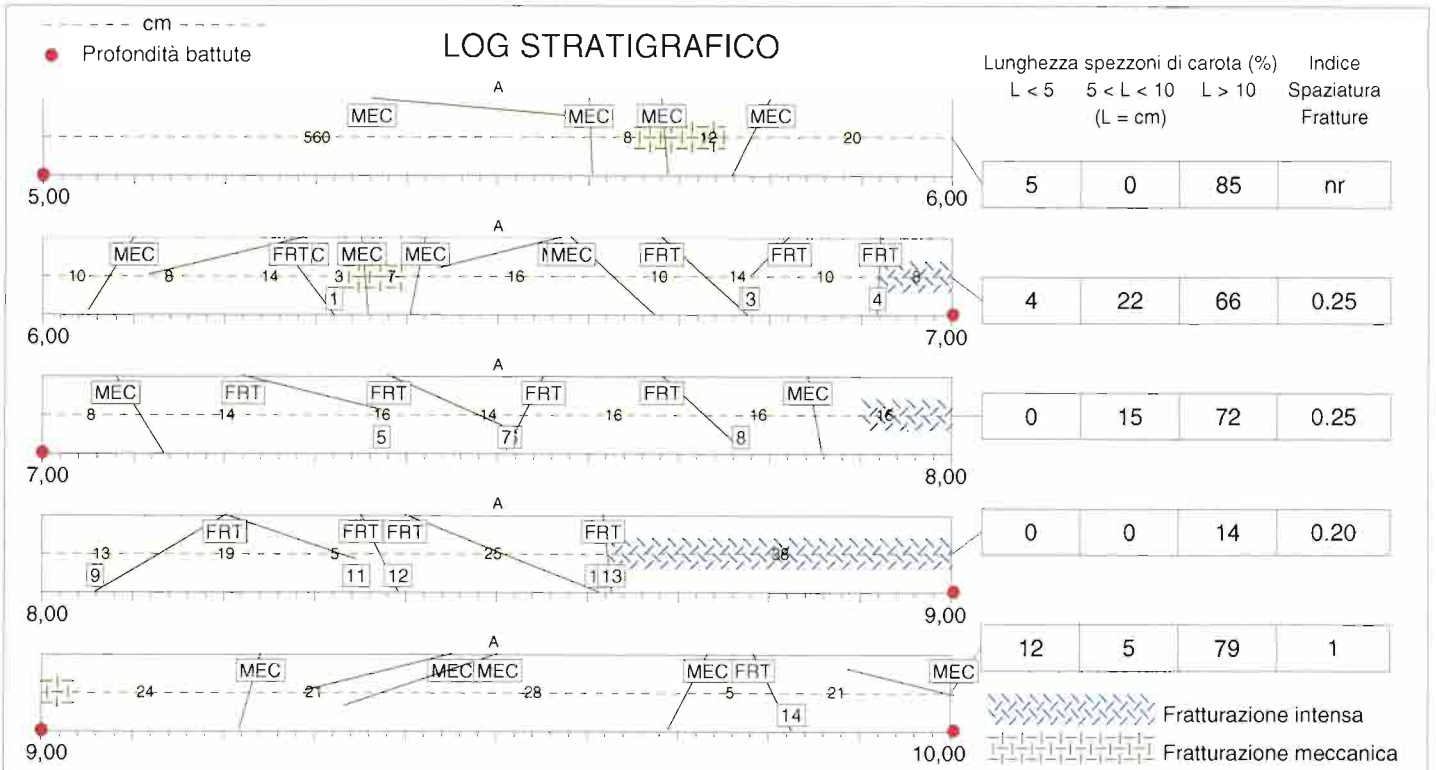 cm
Profondità battute
LOG STRATIGRAFICO
Lunghezza spezzoni di carota (%) Indice
L < 5 5 < L < 10 L > 10 Spaziatura
(L = cm) Fratture
A
MEC MEC MEC MEC
560 8 12 20
5,00 6,00
5 0 85 nr
A
MEC FRT MEC MEC MEC FRT FRT FRT
10 8 14 3 7 16 10 14 10 8
1 3 4
6,00 7,00
4 22 66 0.25
A
MEC FRT FRT FRT FRT MEC
8 14 16 14 16 16 16
5 7 8
7,00 8,00
0 15 72 0.25
A
FRT FRT FRT FRT
13 19 5 25 38
9 11 12 13
8,00 9,00
0 0 14 0.20
A
MEC MEC MEC MEC FRT MEC
24 21 28 5 21
14
9,00 10,00
12 5 79 1
Fratturazione intensa
Fratturazione meccanica